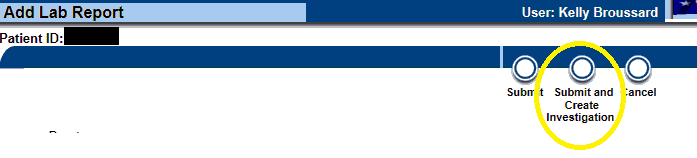 Add Lab Report
User: Kelly Broussard
Patient ID:
Submit
Submit and
Create
Investigation
Cancel